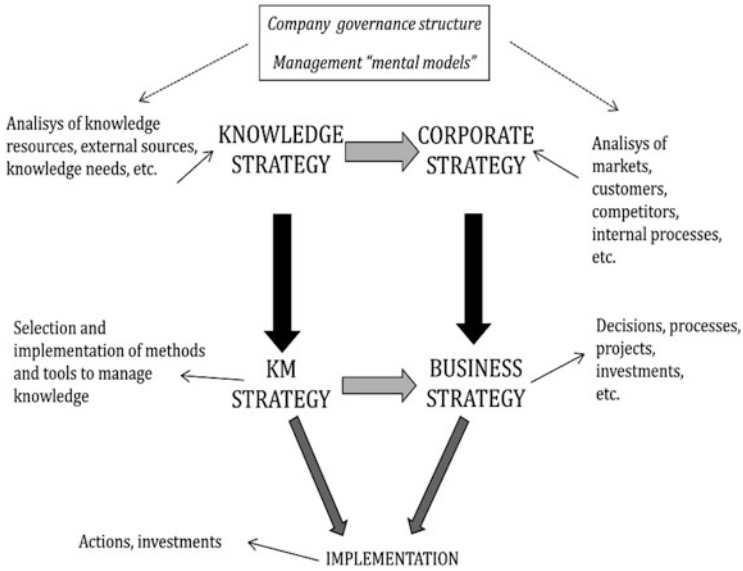 Company governance structure
Management "mental models"
Analisys of knowledge
resources, external sources,
knowledge needs, etc.
KNOWLEDGE
STRATEGY
CORPORATE
STRATEGY
Analisys of
markets,
customers,
competitors,
internal processes,
etc.
Selection and
implementation of methods
and tools to manage
knowledge
KM
STRATEGY
BUSINESS
STRATEGY
Decisions, processes,
projects,
investments,
etc.
Actions, investments
IMPLEMENTATION